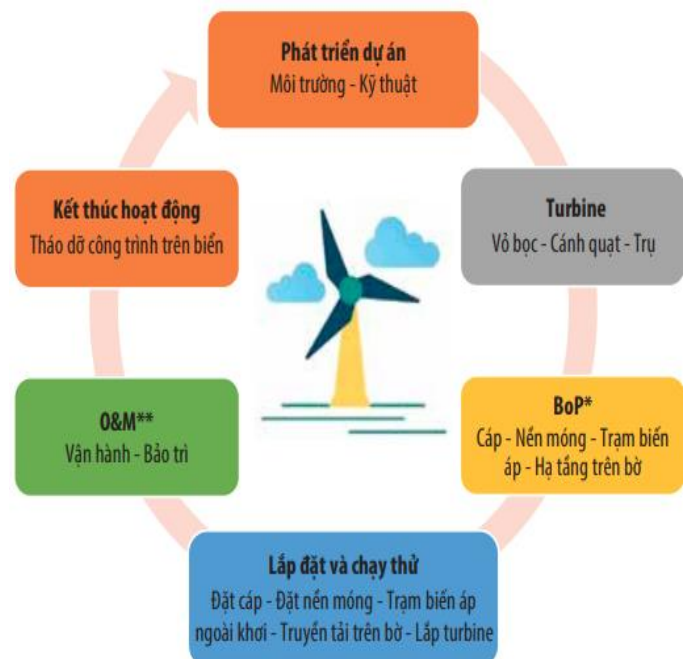 Phát triển dự án
Môi trường - Kỹ thuật
Turbine
Vỏ bọc - Cánh quạt - Trụ
BoP*
Cáp - Nền móng - Trạm biến
áp - Hạ tầng trên bờ
Lắp đặt và chạy thử
Đặt cáp - Đặt nền móng - Trạm biến áp
ngoài khơi - Truyền tải trên bờ - Lắp turbine
O&M**
Vận hành - Bảo trì
Kết thúc hoạt động
Tháo dỡ công trình trên biển